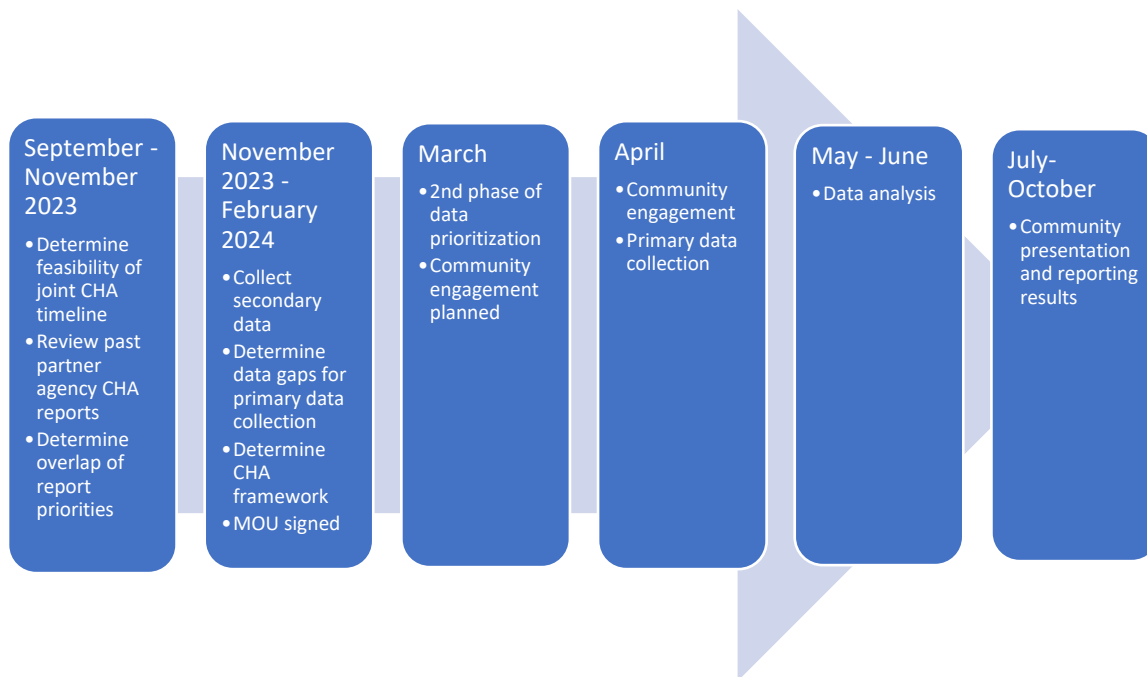 September -
November
2023
•Determine
feasibility of
joint CHA
timeline
•Review past
partner
agency CHA
reports
•Determine
overlap of
report
priorities
November
2023 -
February
2024
•Collect
secondary
data
•Determine
data gaps for
primary data
collection
•Determine
CHA
framework
•MOU signed
March
•2nd phase of
data
prioritization
•Community
engagement
planned
April
•Community
engagement
•Primary data
collection
May - June
•Data analysis
July-
October
•Community
presentation
and reporting
results